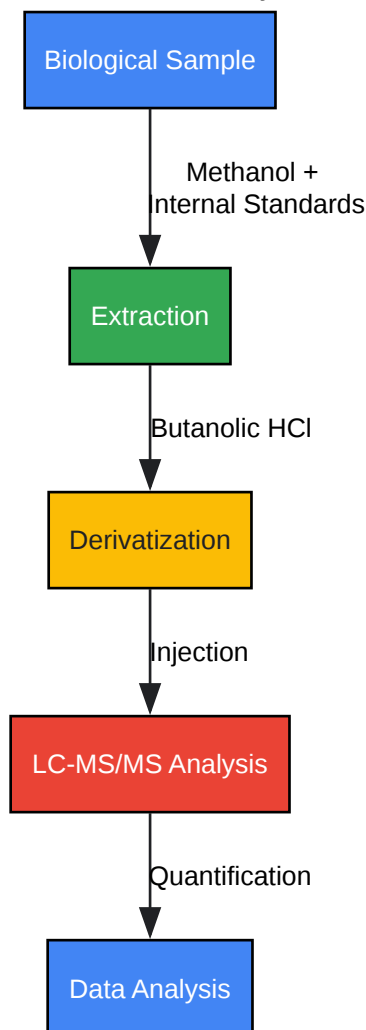 Biological Sample
Methanol +
Internal Standards
Extraction
Butanolic HCl
Derivatization
Injection
LC-MS/MS Analysis
Quantification
Data Analysis